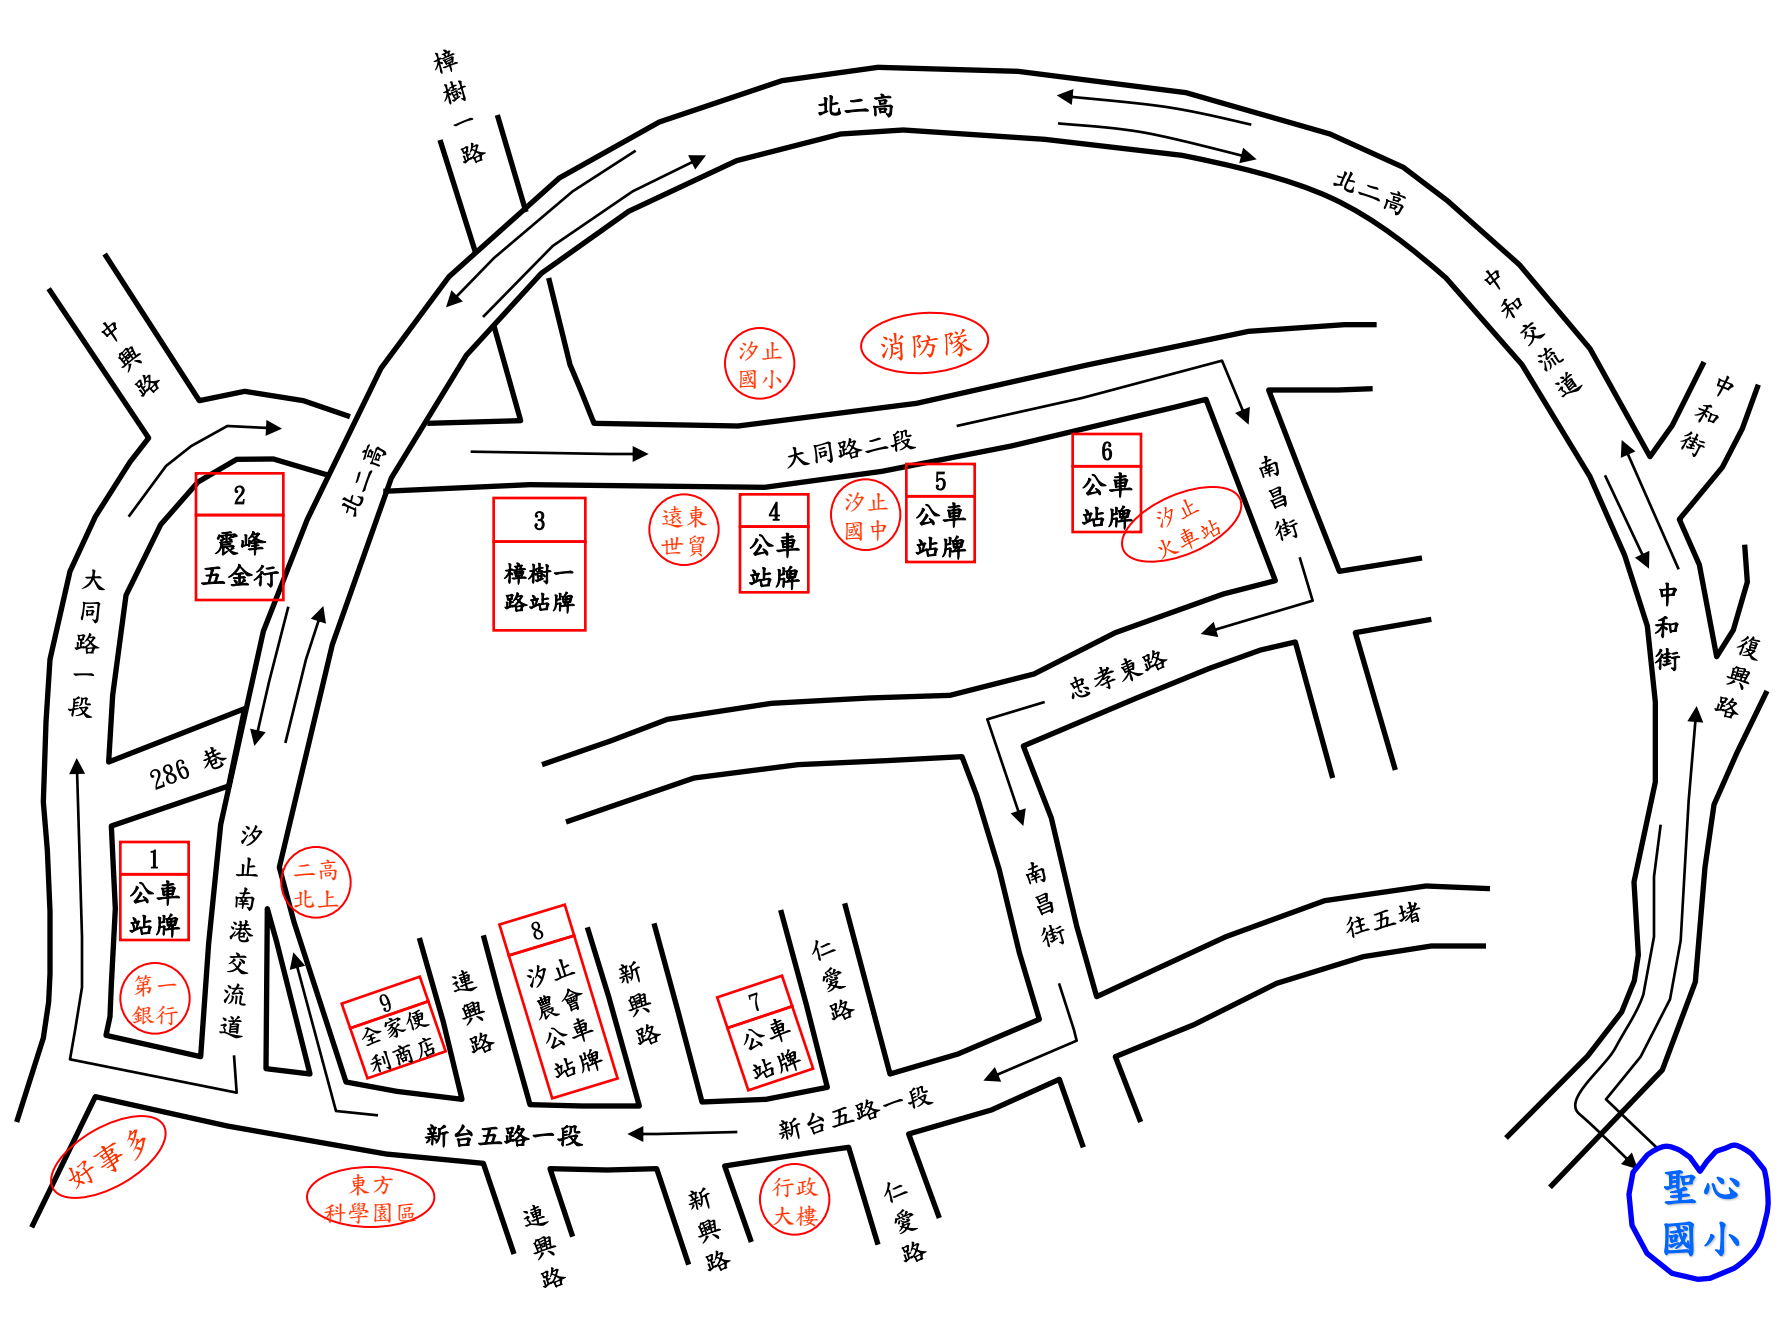 樟樹一路
北二高
北二高
中和交流道
中興路
消防隊
汐止
國小
中和街
大同路二段
北二高
南昌街
2
震峰
五金行
3
樟樹一
路站牌
遠東
世貿
4
公車
站牌
汐止
國中
5
公車
站牌
6
公車
站牌
汐止
火車站
大同路一段
中和街
復興路
忠孝東路
286 巷
1
公車
站牌
第一
銀行
汐止南港交流道
二高
北上
南昌街
往五堵
9
全家便
利商店
連興路
8
汐止
農會
公車
站牌
新興路
7
公車
站牌
仁愛路
新台五路一段
新台五路一段
好事多
東方
科學園區
連興路
新興路
行政
大樓
仁愛路
聖心
國小